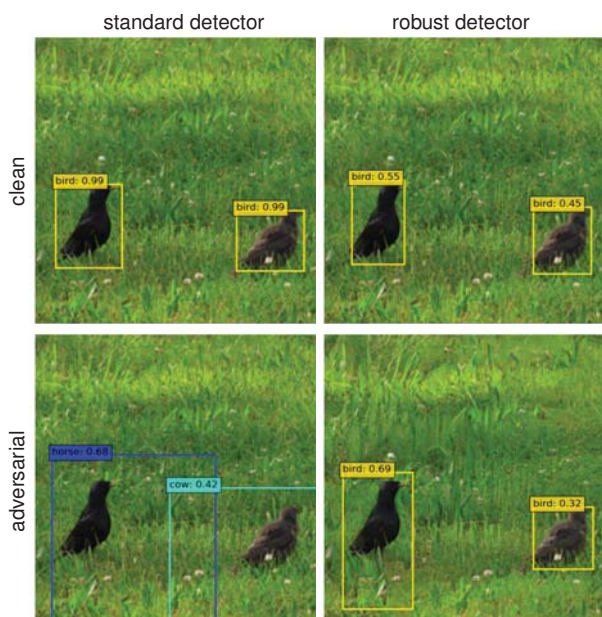 standard detector
robust detector
clean
bird: 0.99
bird: 0.99
bird: 0.55
bird: 0.45
adversarial
horse: 0.68
cow: 0.42
bird: 0.69
bird: 0.32